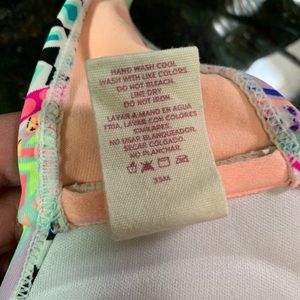 HAND WASH COOL
WASH WITH LIKE COLORS
DO NOT BLEACH.
LINE DRY.
DO NOT IRON.
LAVAR A MANO EN AGUA
FRIA, LAVAR CON COLORES
SIMILARES.
NO USAR BLANQUEADOR.
SECAR COLGADO.
NO PLANCHAR.